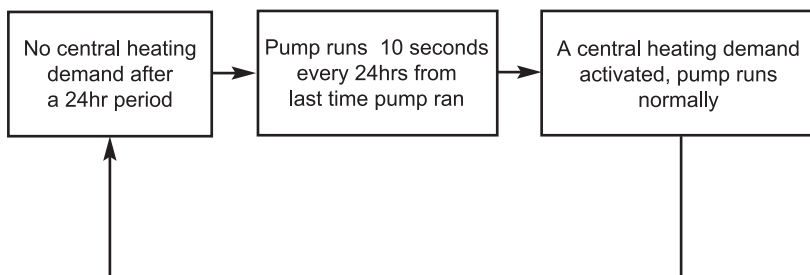 No central heating
demand after
a 24hr period
Pump runs 10 seconds
every 24hrs from
last time pump ran
A central heating demand
activated, pump runs
normally